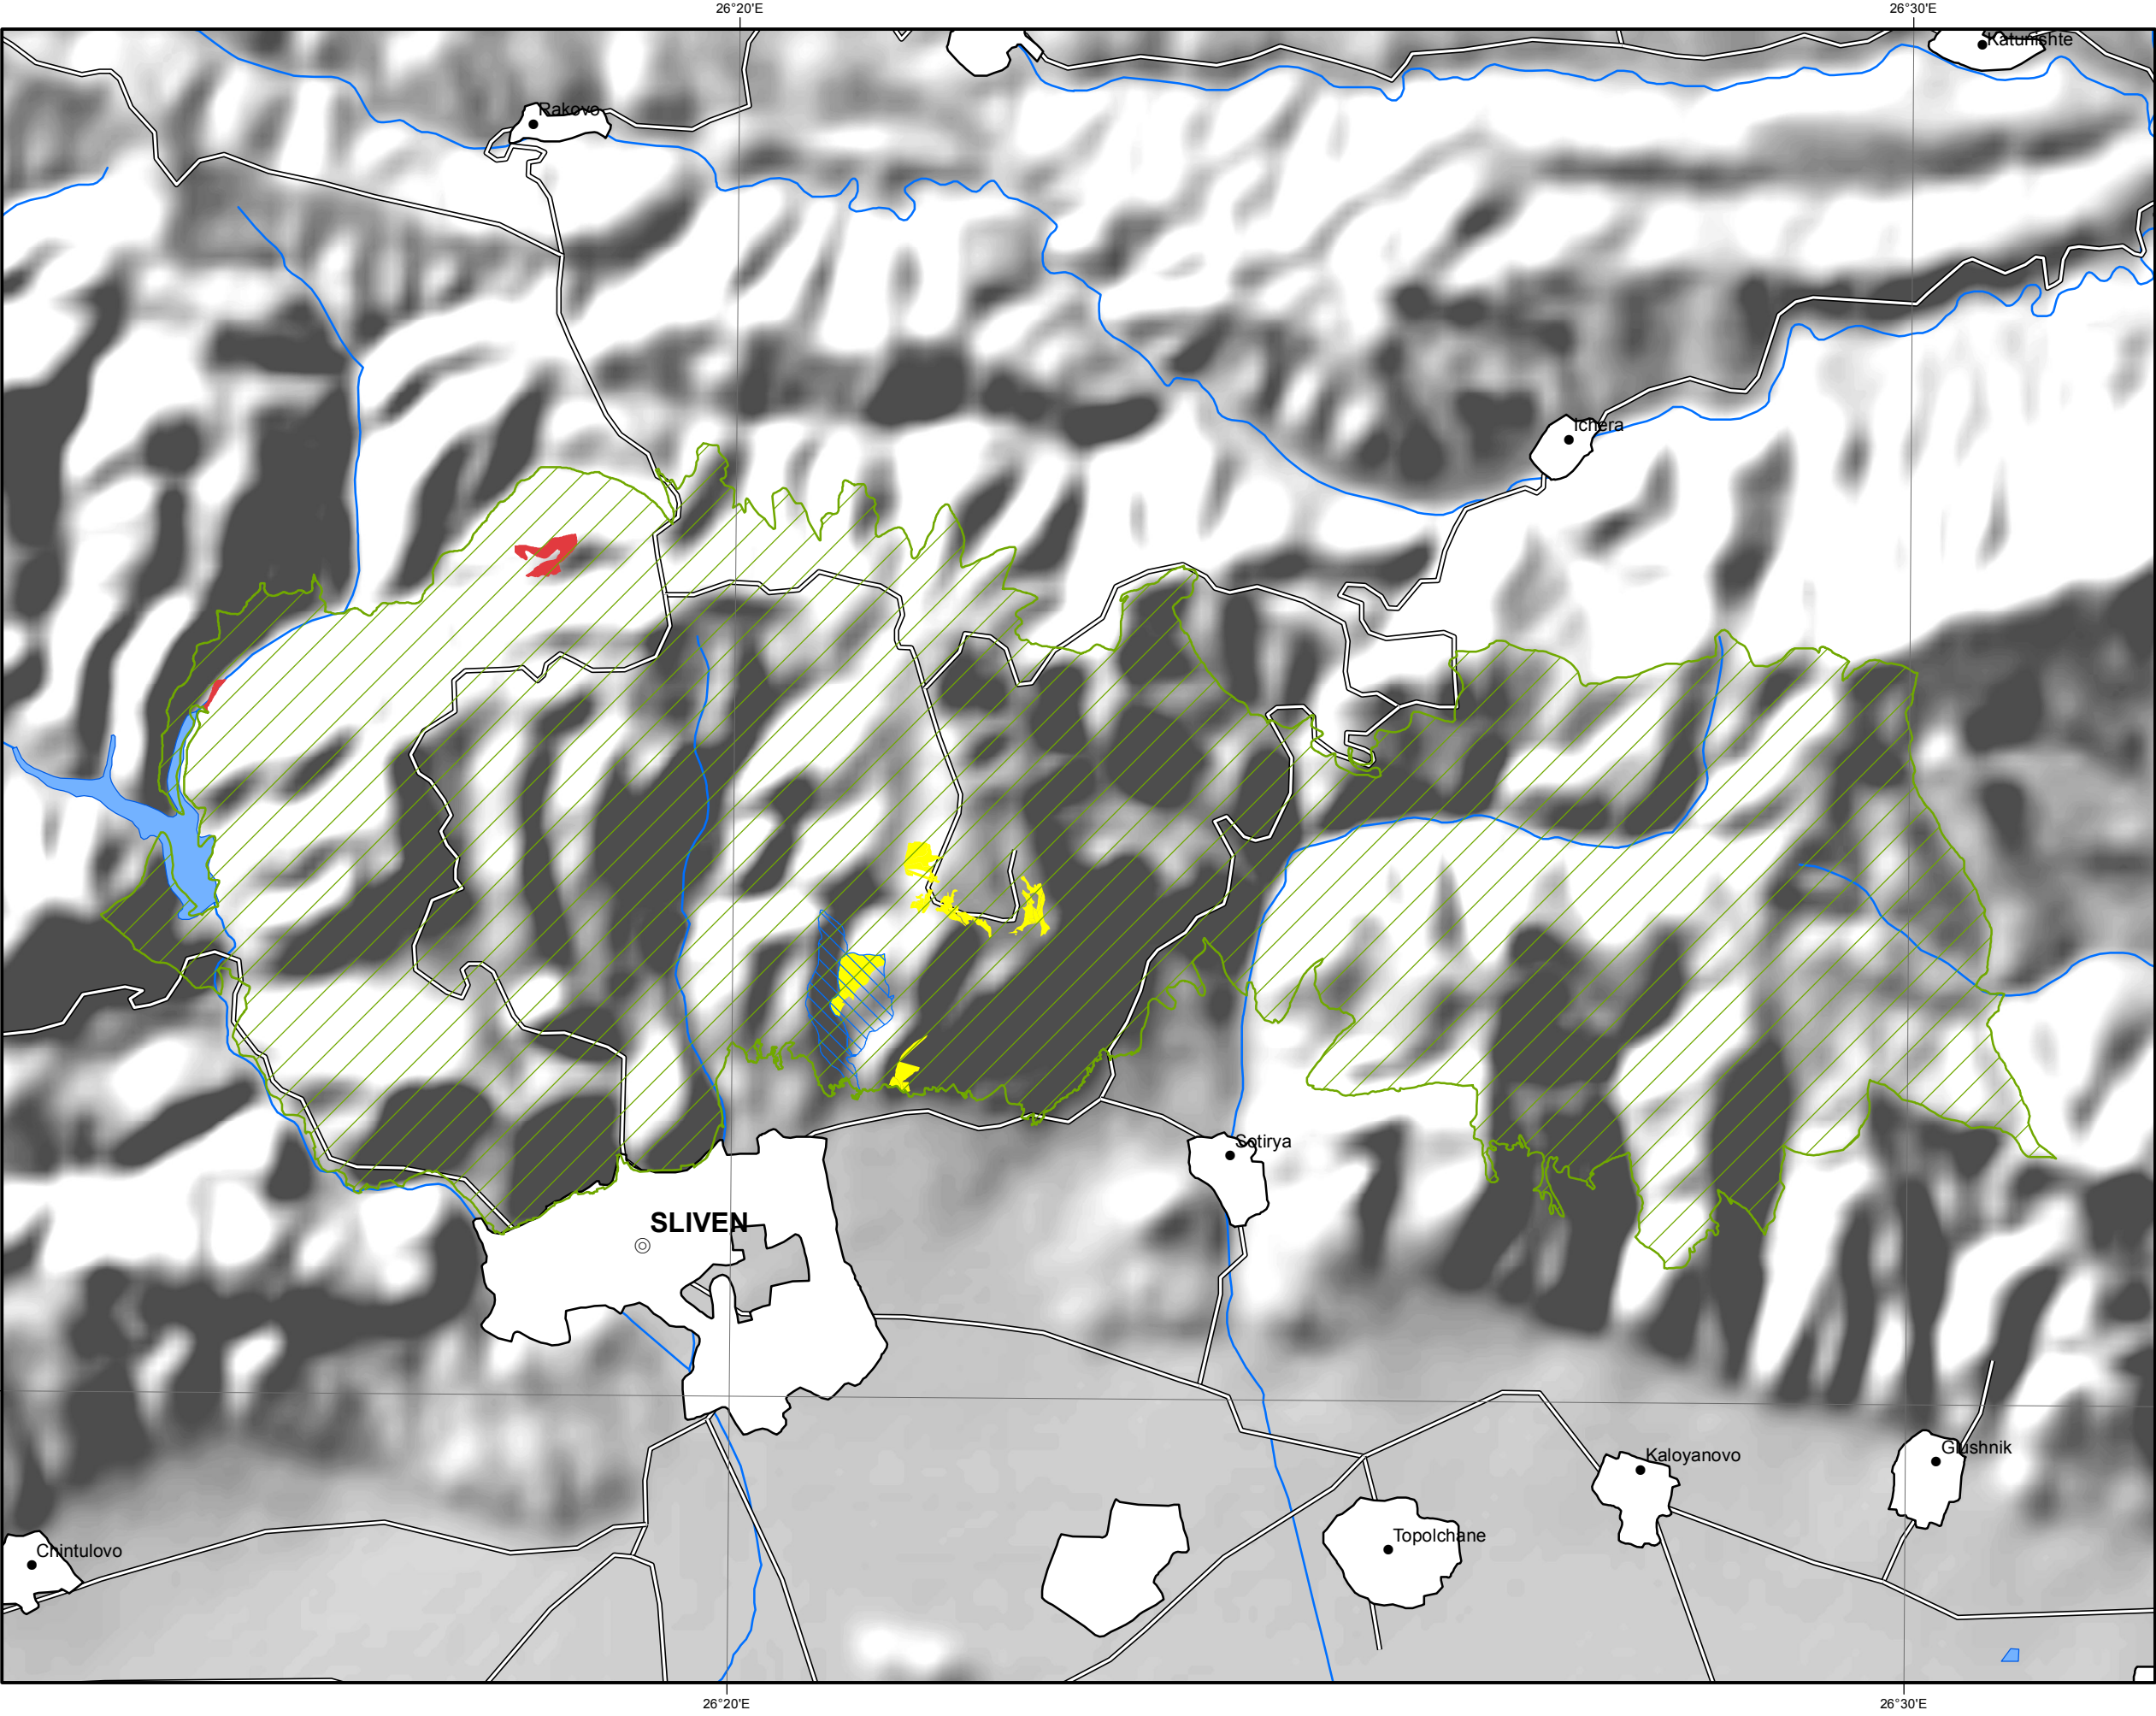 26°20'E
26°30'E
Katunishte
Rakovo
Ichera
Sotirya
SLIVEN
Glushnik
Kaloyanovo
Topolchane
Chintulovo
26°20'E
26°30'E